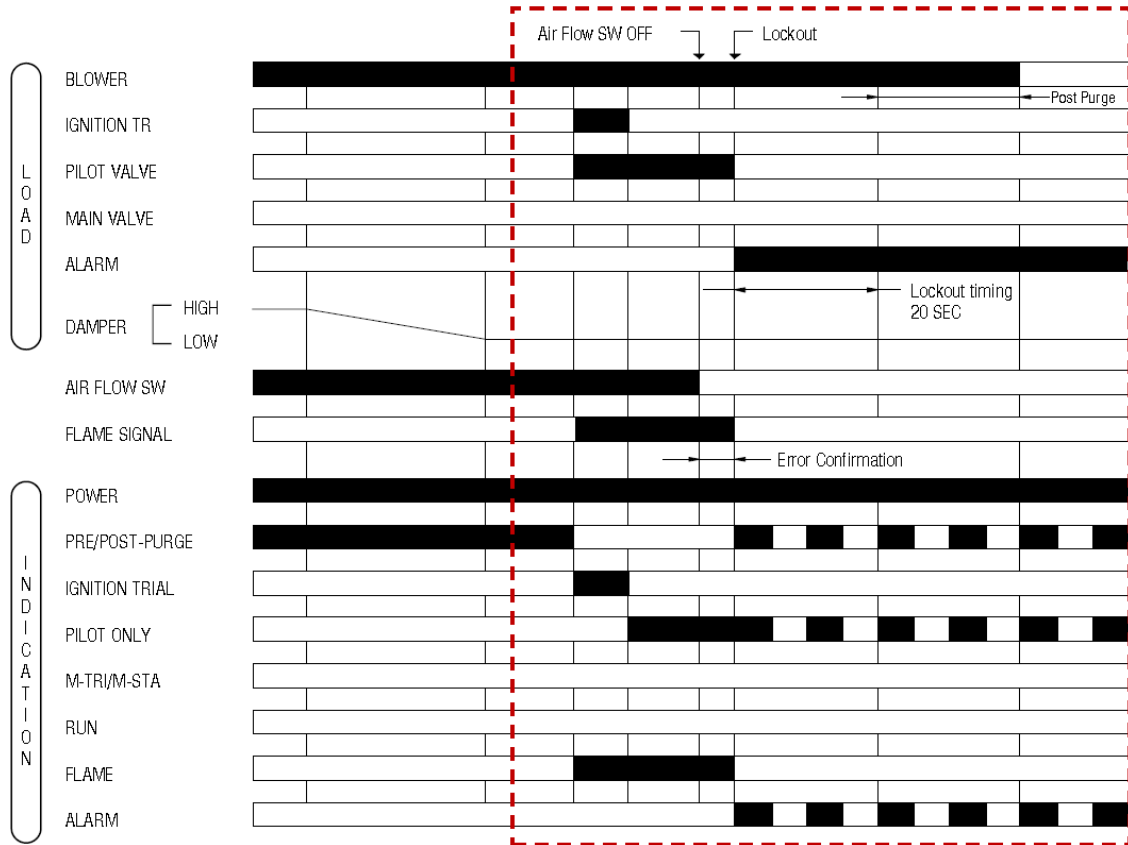 Air Flow SW OFF
Lockout
LOAD
BLOWER
Post Purge
IGNITION TR
PILOT VALVE
MAIN VALVE
ALARM
Lockout timing
20 SEC
DAMPER
HIGH
LOW
AIR FLOW SW
FLAME SIGNAL
Error Confirmation
INDICATION
POWER
PRE/POST-PURGE
IGNITION TRIAL
PILOT ONLY
M-TRI/M-STA
RUN
FLAME
ALARM